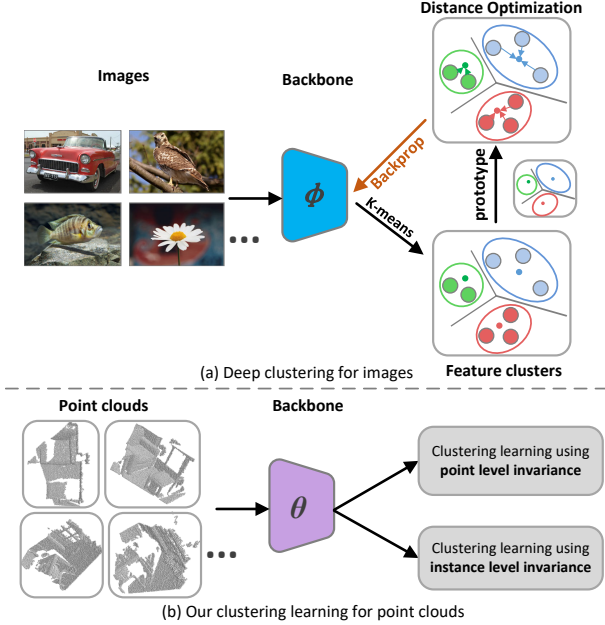 Distance Optimization
Images
Backbone
Backprop
ϕ
K-means
prototype
...
Feature clusters
(a) Deep clustering for images
Point clouds
Backbone
Clustering learning using
point level invariance
θ
...
Clustering learning using
instance level invariance
(b) Our clustering learning for point clouds